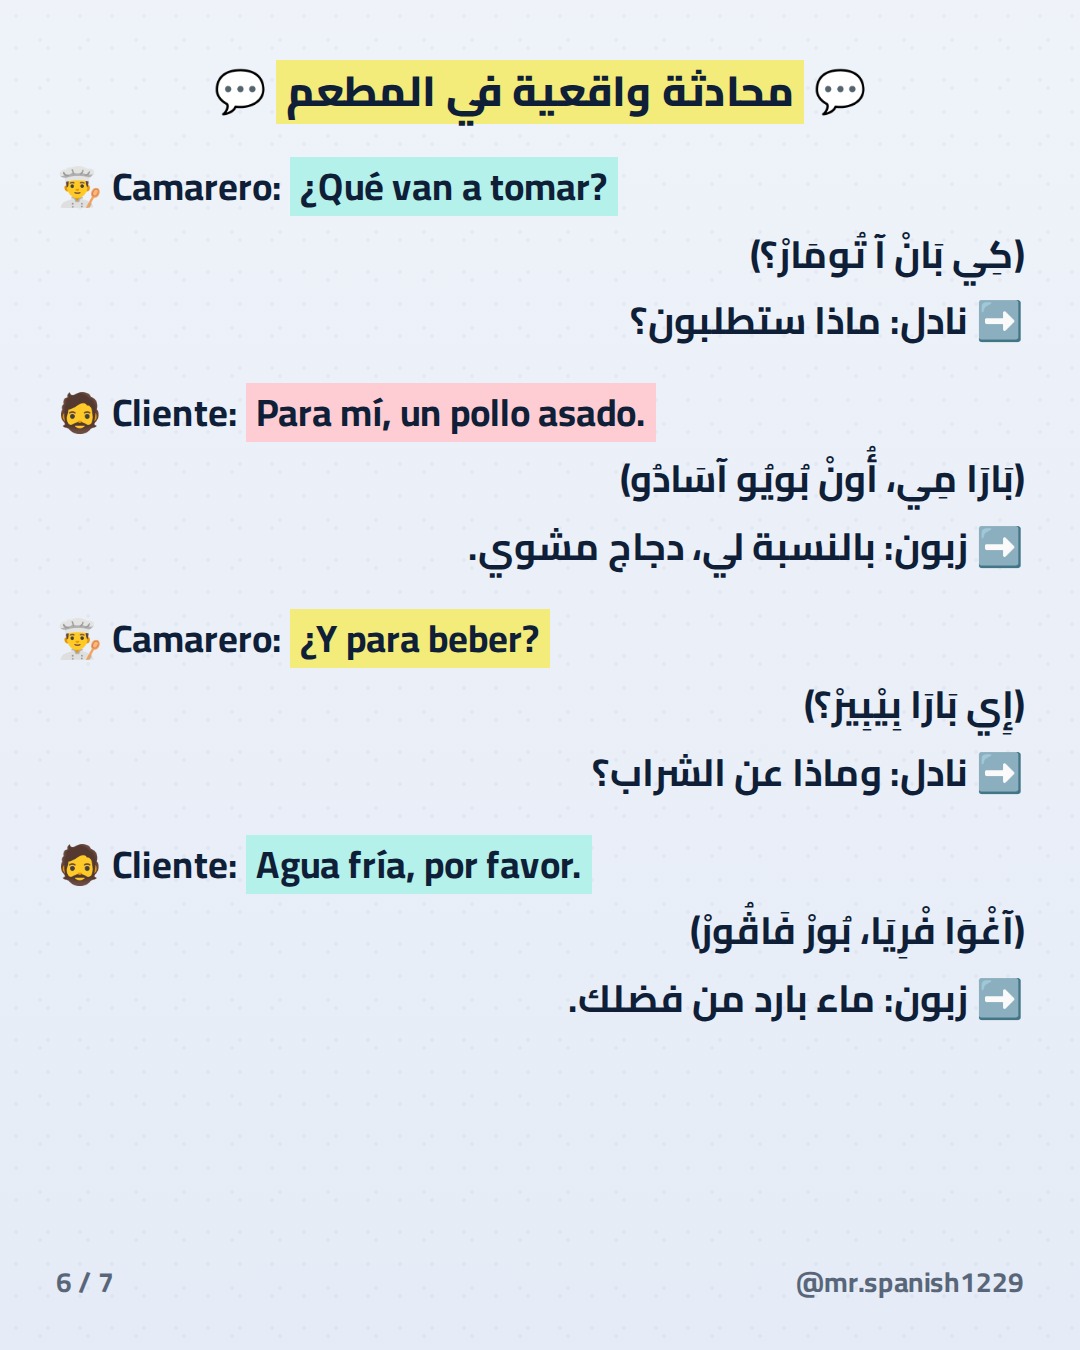 💬 محادثة واقعية في المطعم 💬
👨‍🍳 Camarero: ¿Qué van a tomar?
(كِي بَانْ آ تُومَارْ؟)
➡️ نادل: ماذا ستطلبون؟
🧔 Cliente: Para mí, un pollo asado.
(بَارَا مِي، أُونْ بُويُو آسَادُو)
➡️ زبون: بالنسبة لي، دجاج مشوي.
👨‍🍳 Camarero: ¿Y para beber?
(إِي بَارَا بِيْبِيرْ؟)
➡️ نادل: وماذا عن الشراب؟
🧔 Cliente: Agua fría, por favor.
(آغْوَا فْرِيَا، بُورْ فَاڤُورْ)
➡️ زبون: ماء بارد من فضلك.
6 / 7
@mr.spanish1229